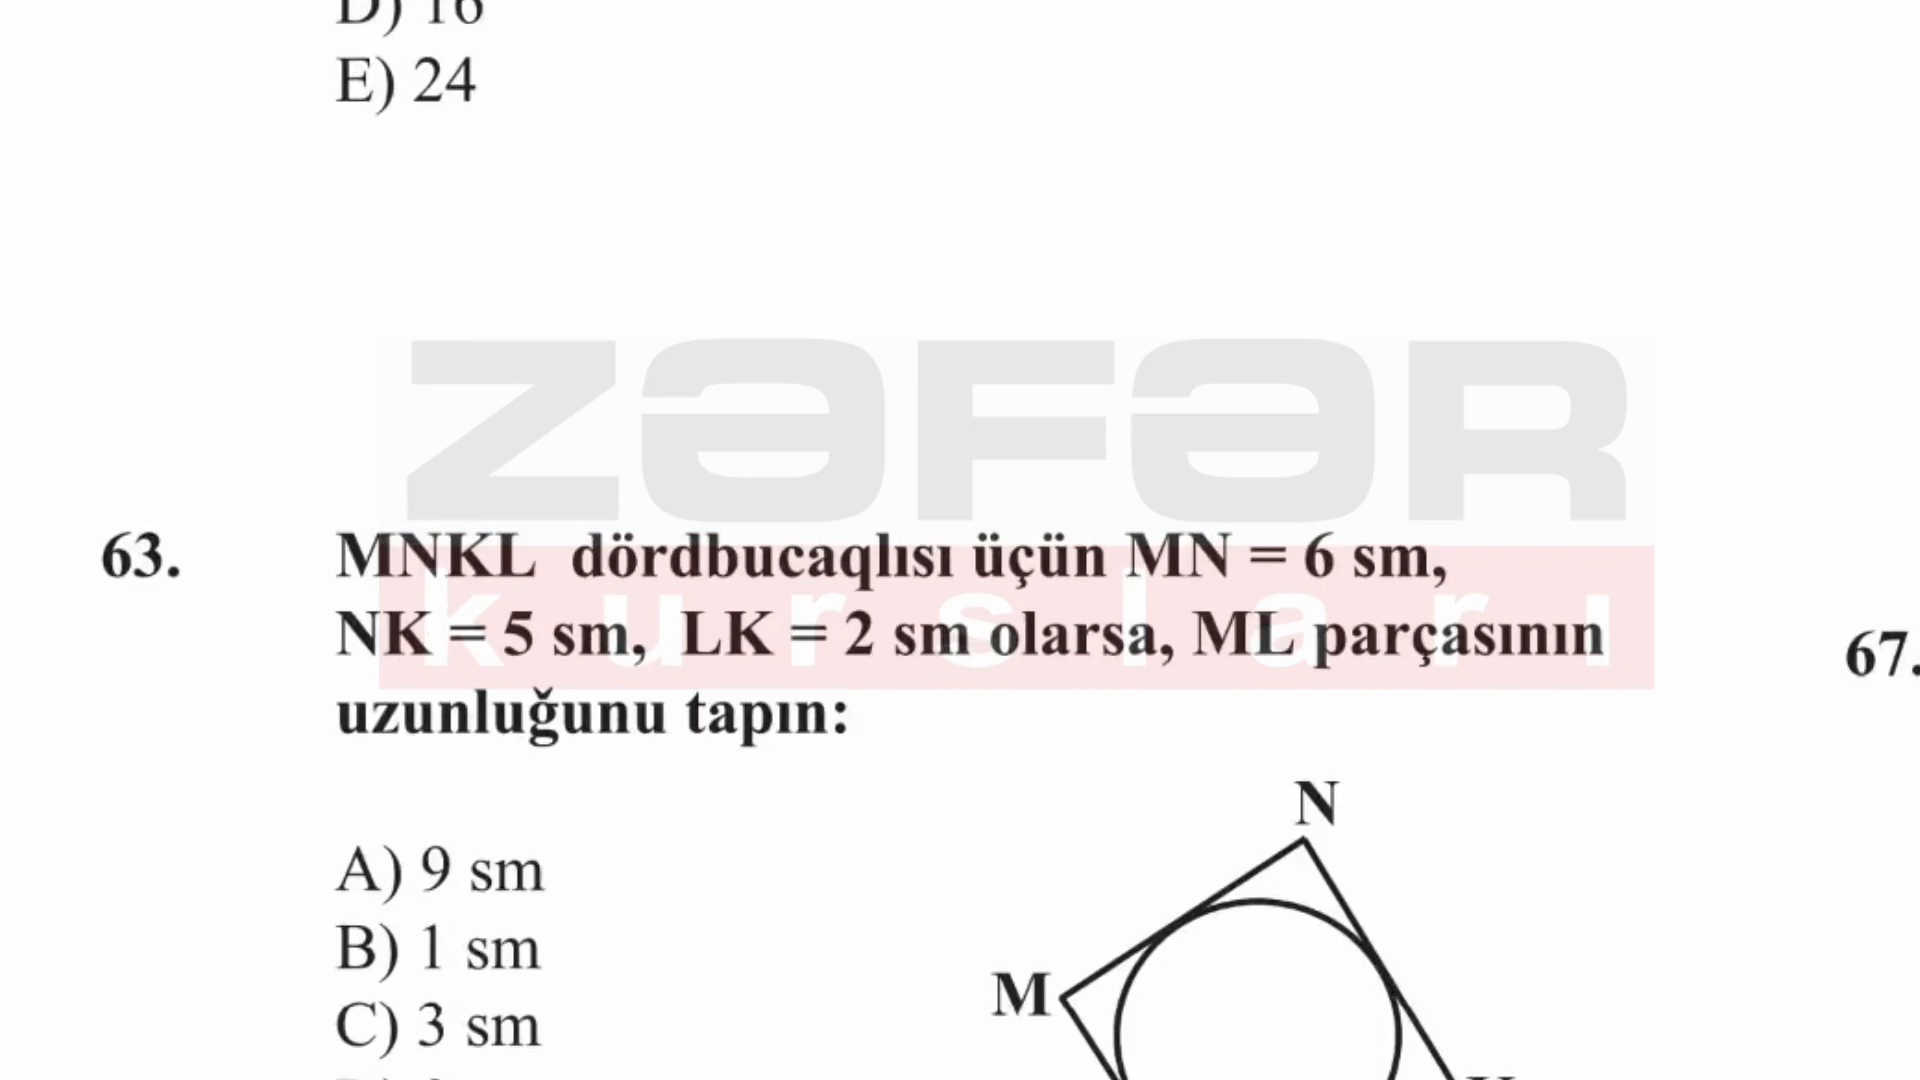 D) 16
E) 24
ZƏFƏR
kursları
63. MNKL dördbucaqlısı üçün MN = 6 sm,
NK = 5 sm, LK = 2 sm olarsa, ML parçasının
uzunluğunu tapın:
67.
N
A) 9 sm
B) 1 sm
M
C) 3 sm